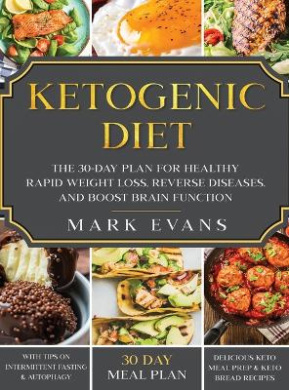 KETOGENIC
DIET
THE 30-DAY PLAN FOR HEALTHY
RAPID WEIGHT LOSS, REVERSE DISEASES,
AND BOOST BRAIN FUNCTION
MARK EVANS
WITH TIPS ON
INTERMITTENT FASTING
& AUTOPHAGY
30 DAY
MEAL PLAN
DELICIOUS KETO
MEAL PREP & KETO
BREAD RECIPES